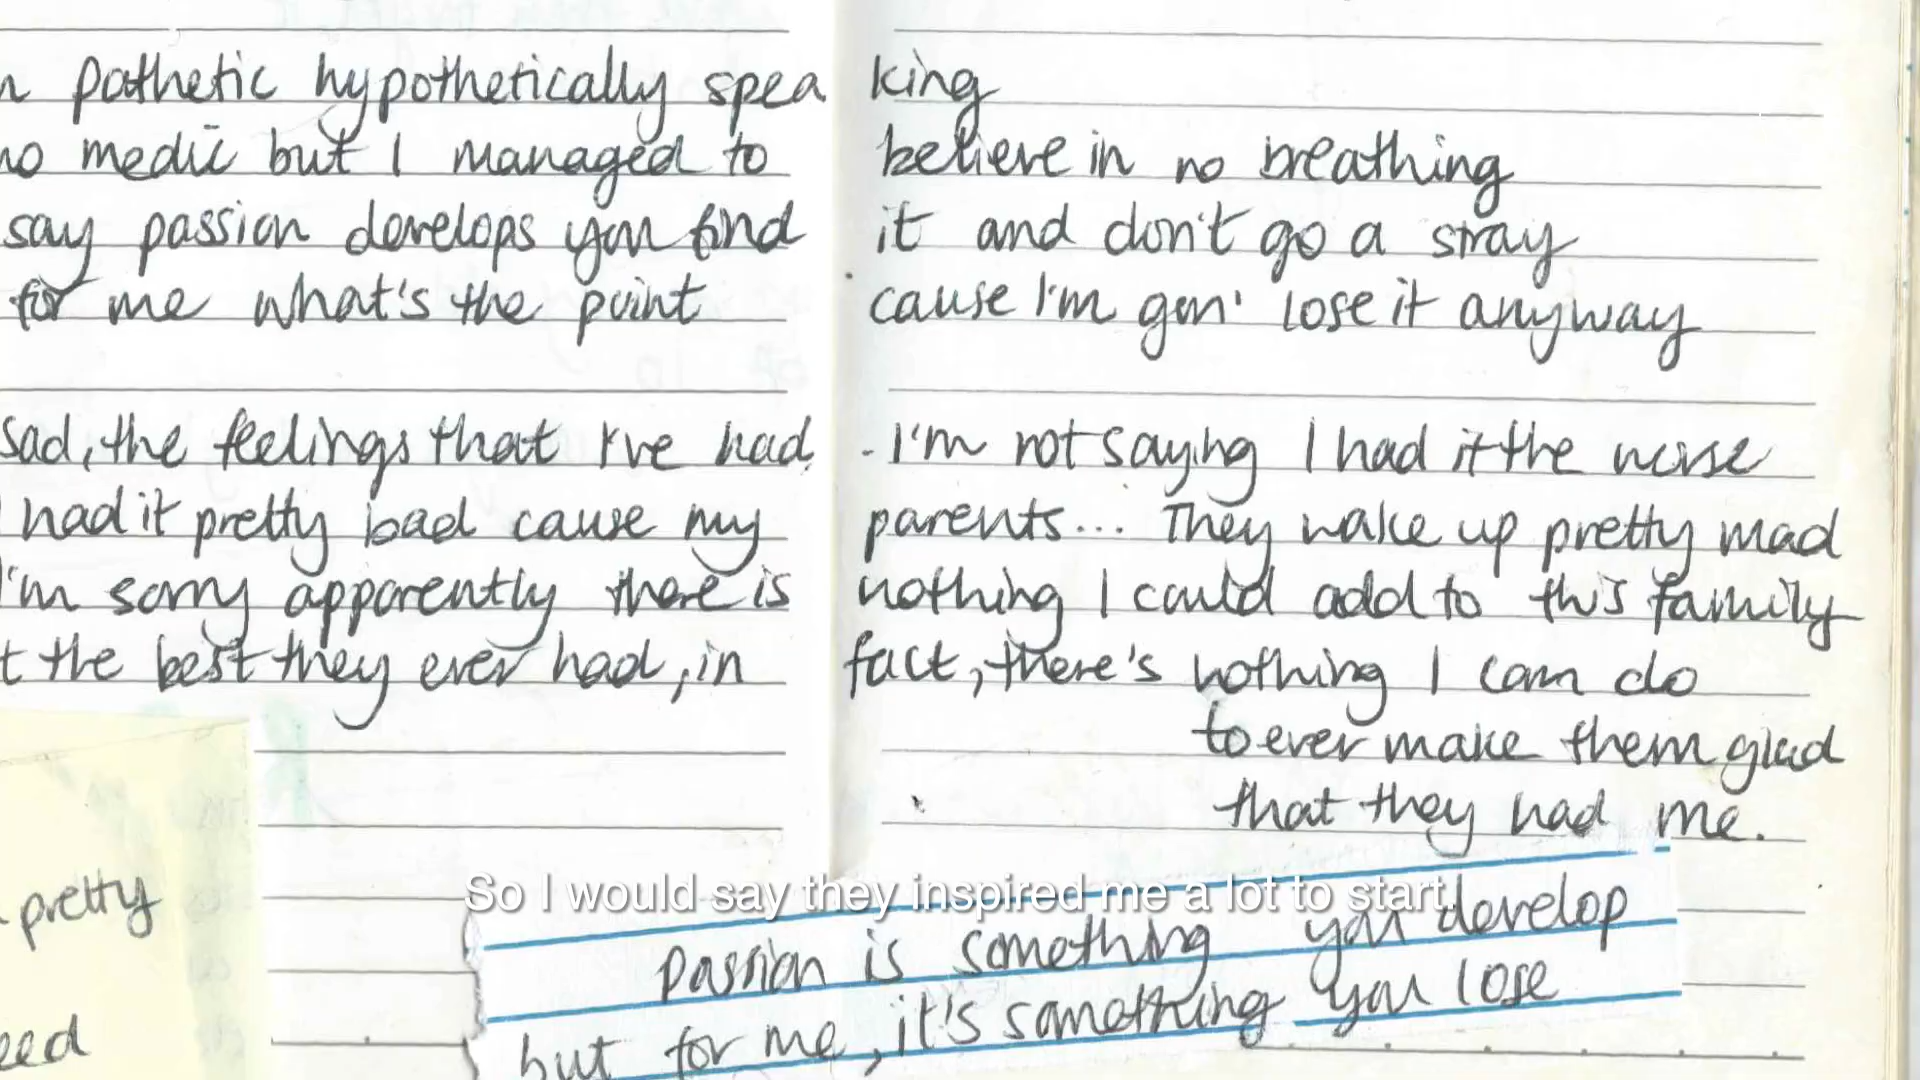 pathetic hypothetically spea king
no medic but I managed to believe in no breathing
say passion develops you find it and don't go a stray
for me what's the point cause I'm gon' lose it anyway
sad, the feelings that I've had. I'm not saying I had it the worse
had it pretty bad cause my parents... They wake up pretty mad
I'm sorry apparently there is nothing I could add to this family
the best they ever had, in fact, there's nothing I can do
to ever make them glad
that they had me.
So I would say they inspired me a lot to start.
pretty
passion is something you develop
but for me, it's something you lose